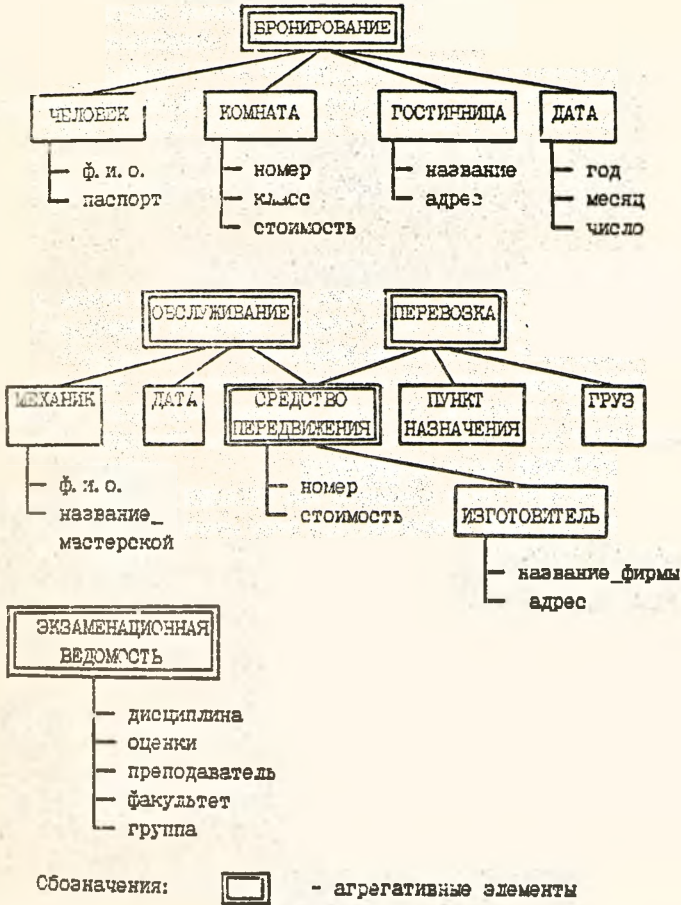 БРОНИРОВАНИЕ
ЧЕЛОВЕК КОМНАТА ГОСТИННИЦА ДАТА
ф.и.о. номер название год
паспорт класс адрес месяц
стоимость число
ОБСЛУЖИВАНИЕ ПЕРЕВОЗКА
МЕХАНИК ДАТА СРЕДСТВО ПУНКТ ГРУЗ
ПЕРЕДВИЖЕНИЯ НАЗНАЧЕНИЯ
ф.и.о. номер
название_ стоимость ИЗГОТОВИТЕЛЬ
мастерской
название_фирмы
адрес
ЭКЗАМЕНАЦИОННАЯ
ВЕДОМОСТЬ
дисциплина
оценки
преподаватель
факультет
группа
Обозначения: - агрегативные элементы